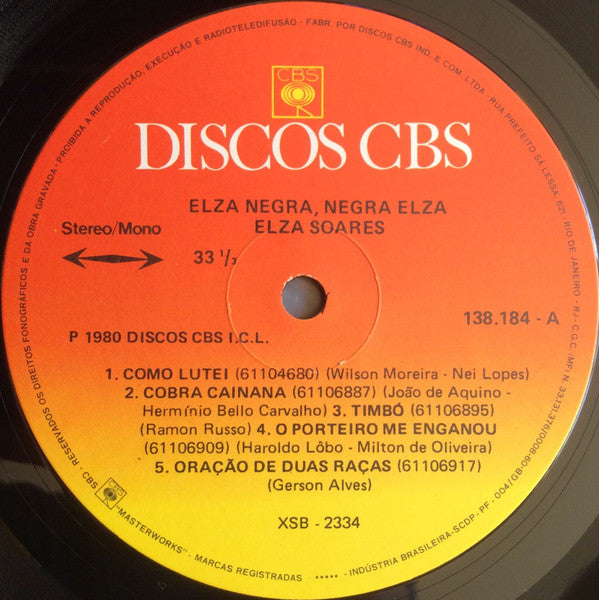 CBS
DISCOS CBS
ELZA NEGRA, NEGRA ELZA
ELZA SOARES
Stereo/Mono
33 1/3
138.184 - A
P 1980 DISCOS CBS I.C.L.
1. COMO LUTEI (61104680) (Wilson Moreira - Nei Lopes)
2. COBRA CAINANA (61106887) (João de Aquino -
Hermínio Bello Carvalho) 3. TIMBÓ (61106895)
(Ramon Russo) 4. O PORTEIRO ME ENGANOU
(61106909) (Haroldo Lôbo - Milton de Oliveira)
5. ORAÇÃO DE DUAS RAÇAS (61106917)
(Gerson Alves)
XSB - 2334
CBS - RESERVADOS OS DIREITOS FONOGRÁFICOS E DA OBRA GRAVADA - PROIBIDA A REPRODUÇÃO, EXECUÇÃO E RADIOTELEDIFUSÃO - FABR. POR DISCOS CBS IND. E COM. LTDA - RUA PREFEITO SÁ LESSA, 621 - RIO DE JANEIRO - RJ - C.G.C. (MF) N. 33.131.376/0008
"MASTERWORKS" - MARCAS REGISTRADAS ••••• - INDÚSTRIA BRASILEIRA - SCDP - PF - 004/GB-09